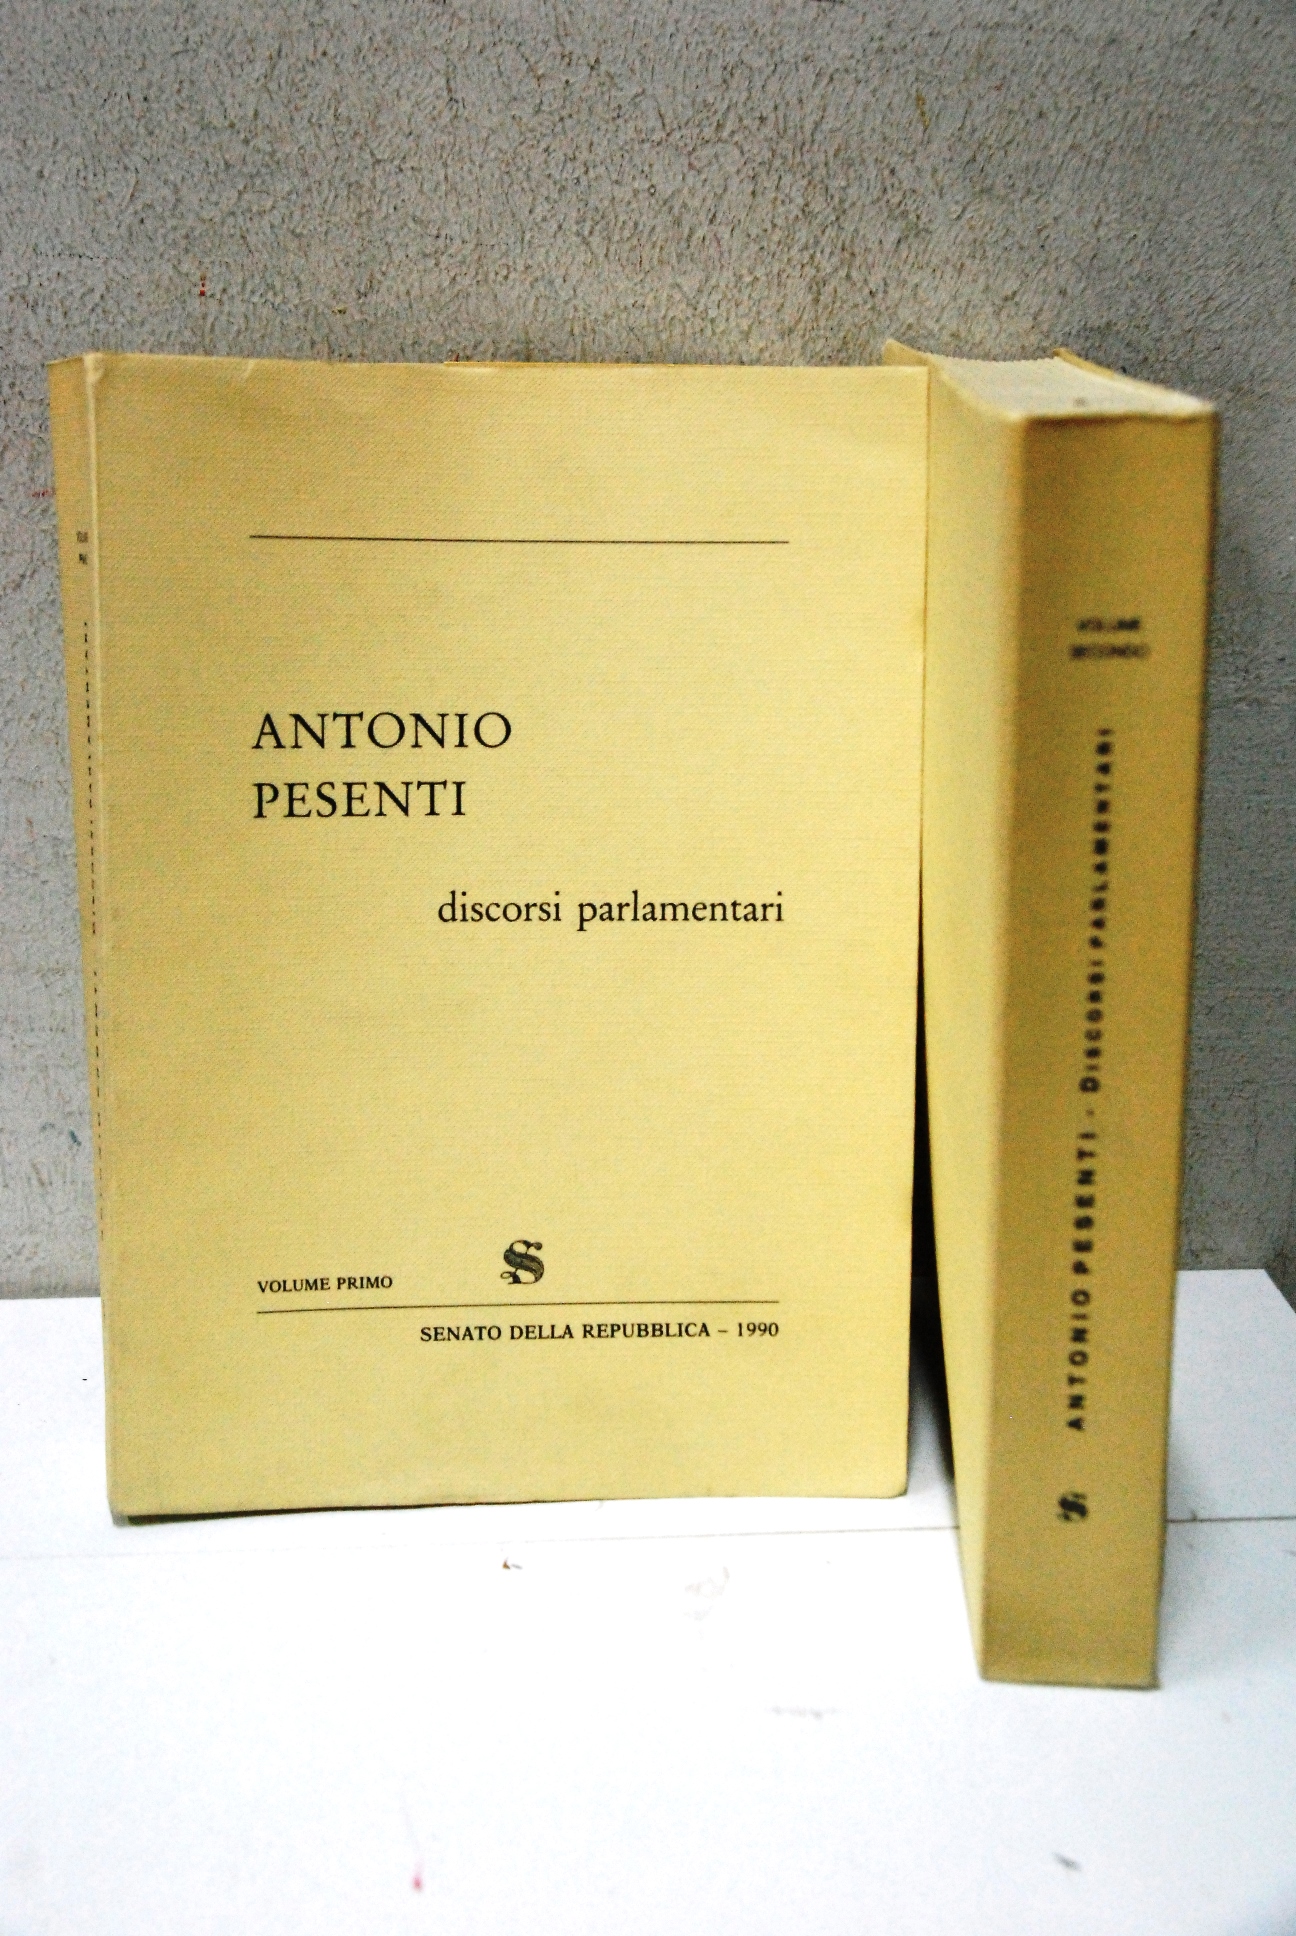 ANTONIO
PESENTI
discorsi parlamentari
VOLUME PRIMO
S
SENATO DELLA REPUBBLICA – 1990
VOLUME
SECONDO
ANTONIO PESENTI - DISCORSI PARLAMENTARI
S